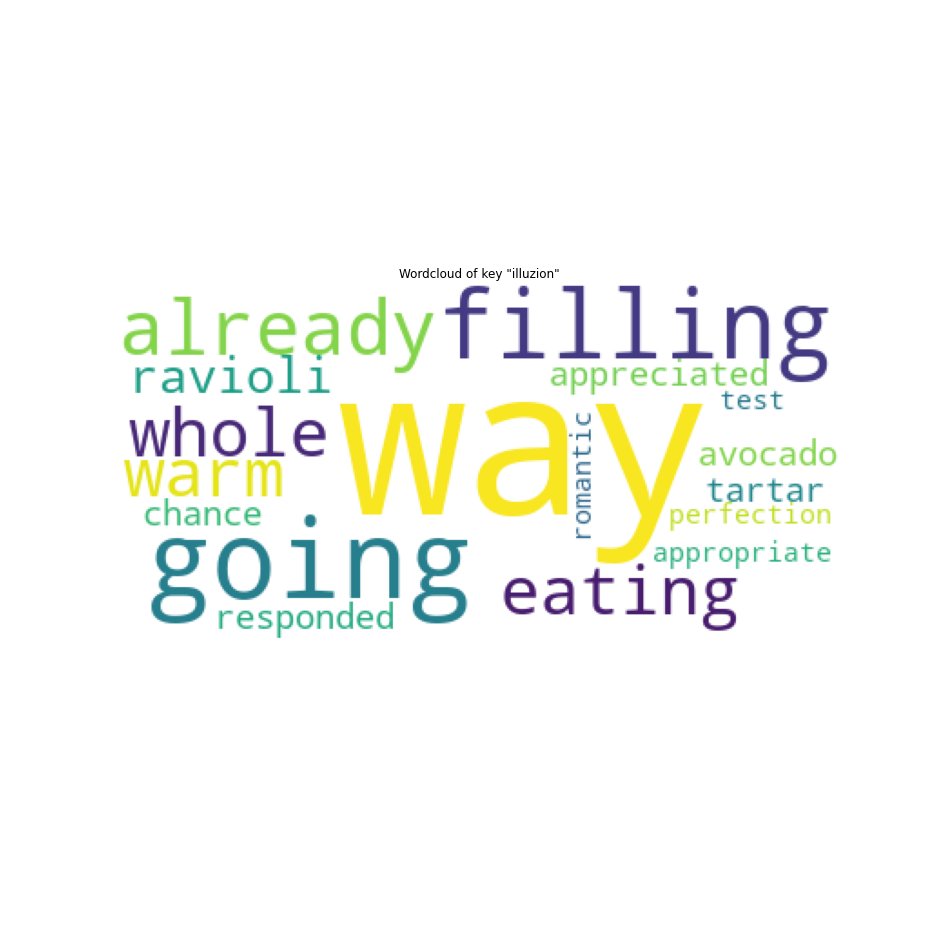 Wordcloud of key "illuzion"
already
filling
ravioli
appreciated
test
whole
way
romantic
avocado
warm
tartar
chance
perfection
going
appropriate
eating
responded